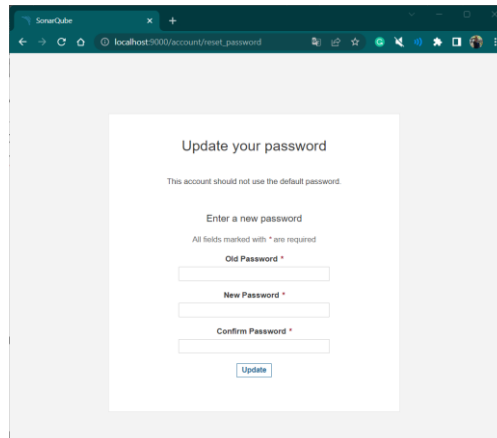 SonarQube
localhost:9000/account/reset_password
Update your password
This account should not use the default password.
Enter a new password
All fields marked with * are required
Old Password *
New Password *
Confirm Password *
Update